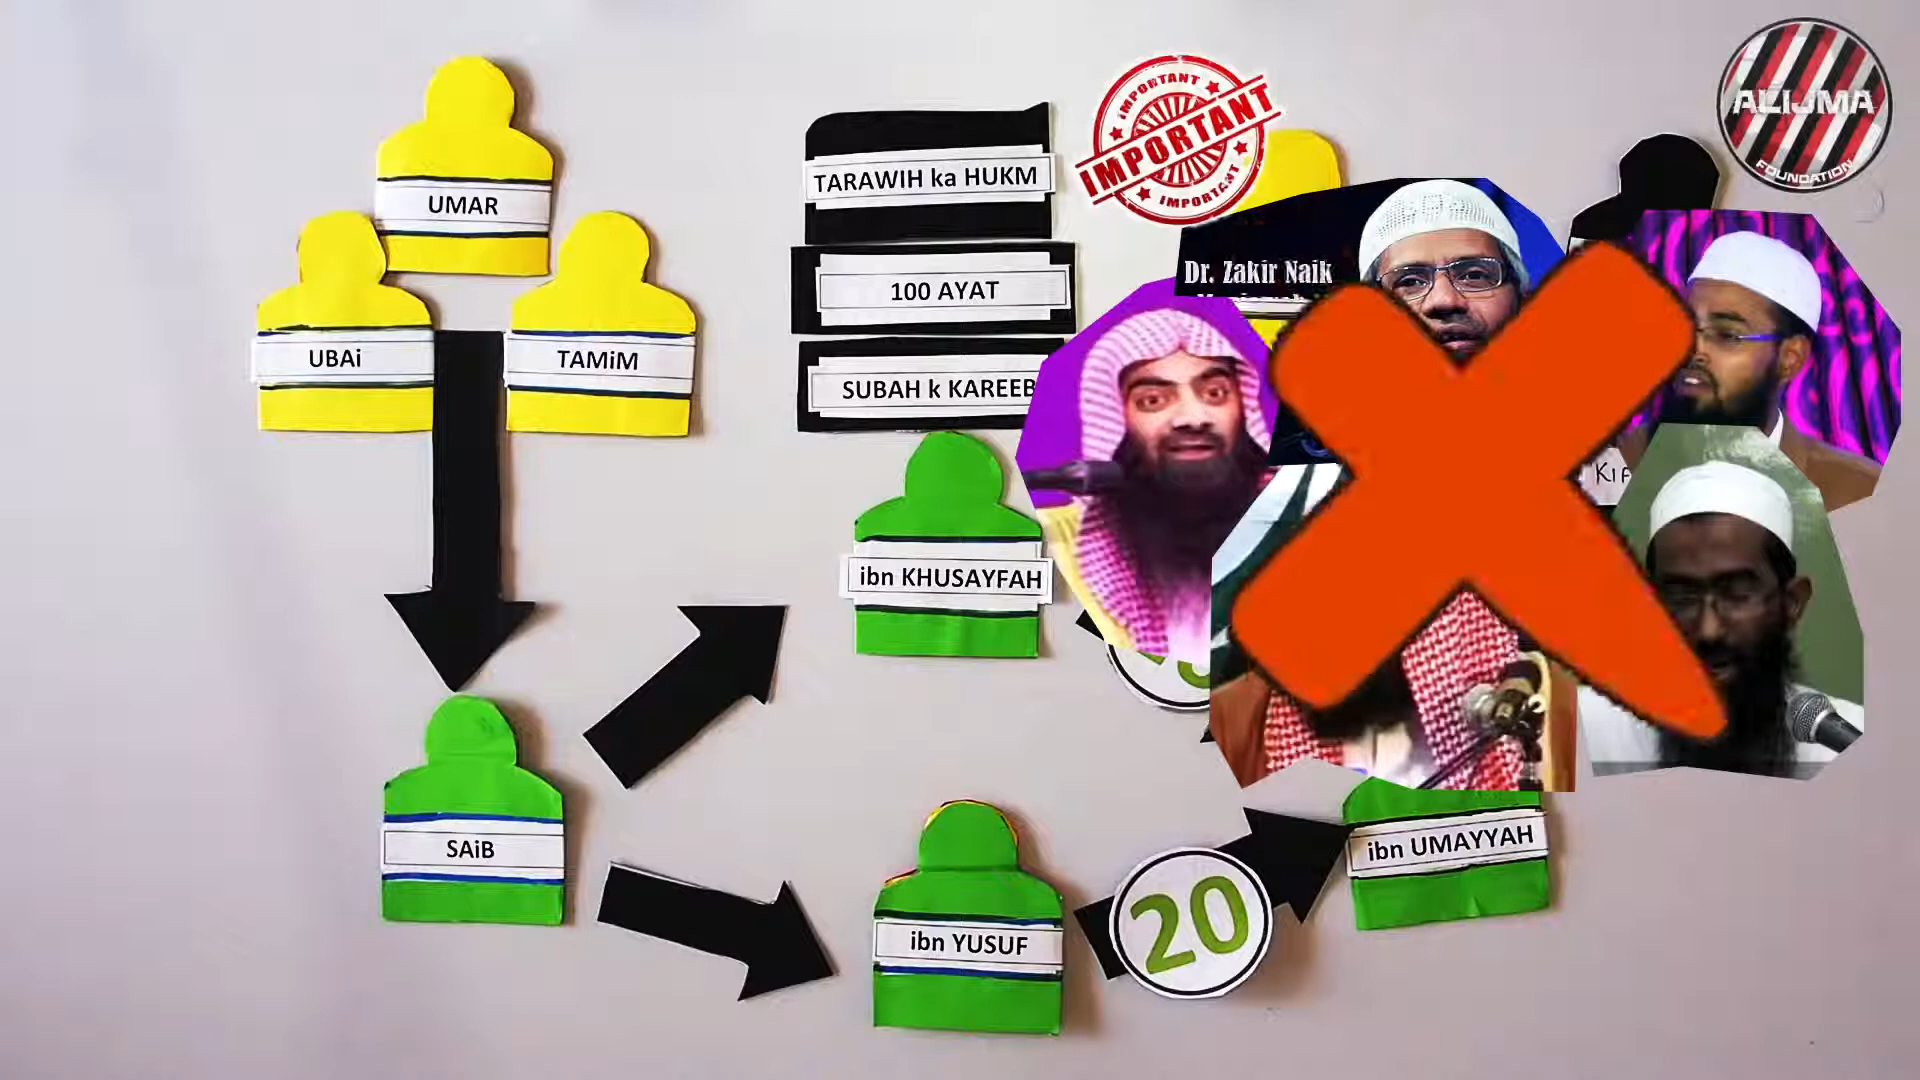 UMAR
UBAi
TAMiM
SAiB
TARAWIH ka HUKM
100 AYAT
SUBAH k KAREEB
ibn KHUSAYFAH
ibn YUSUF
20
ibn UMAYYAH
IMPORTANT
IMPORTANT
IMPORTANT
Dr. Zakir Naik
ALIJMA
FOUNDATION